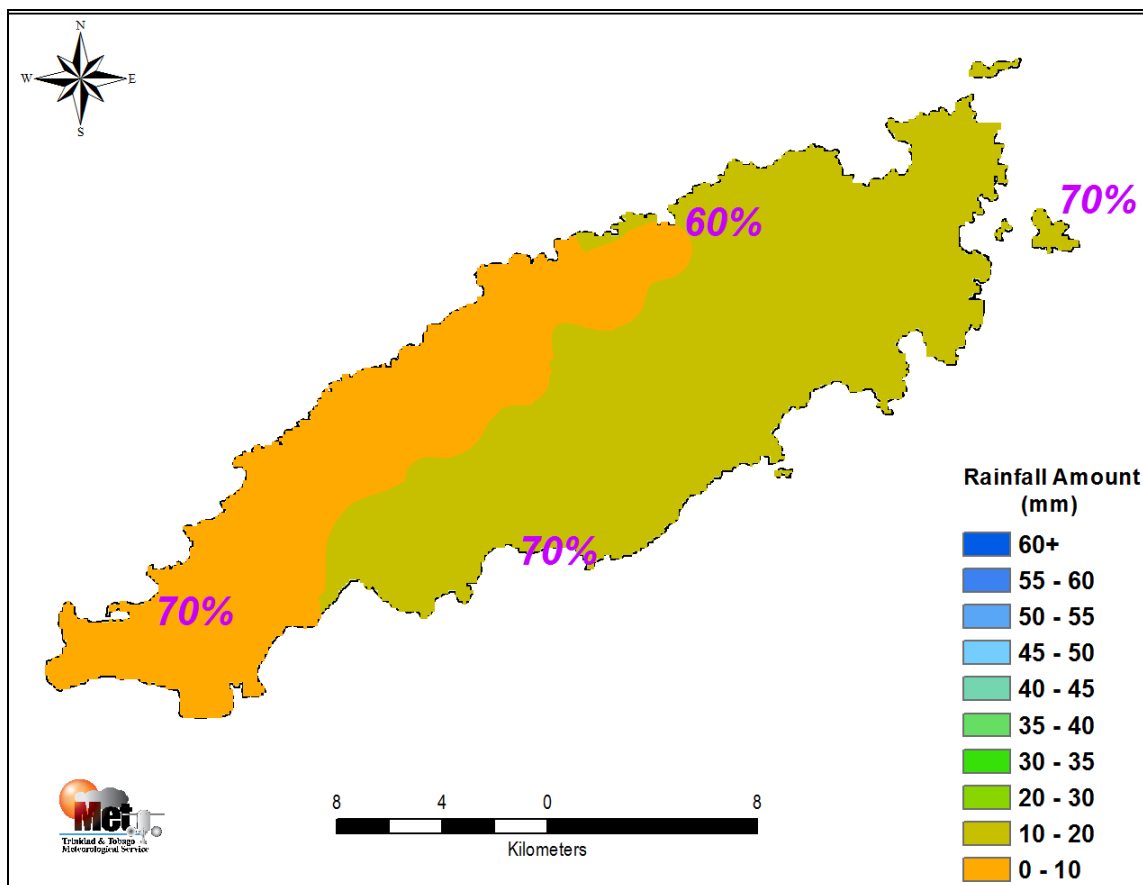 N
W E
S
60%
70%
70%
70%
Rainfall Amount
(mm)
60+
55 - 60
50 - 55
45 - 50
40 - 45
35 - 40
30 - 35
20 - 30
10 - 20
0 - 10
8 4 0 8
Kilometers
Met
Trinidad & Tobago
Meteorological Service